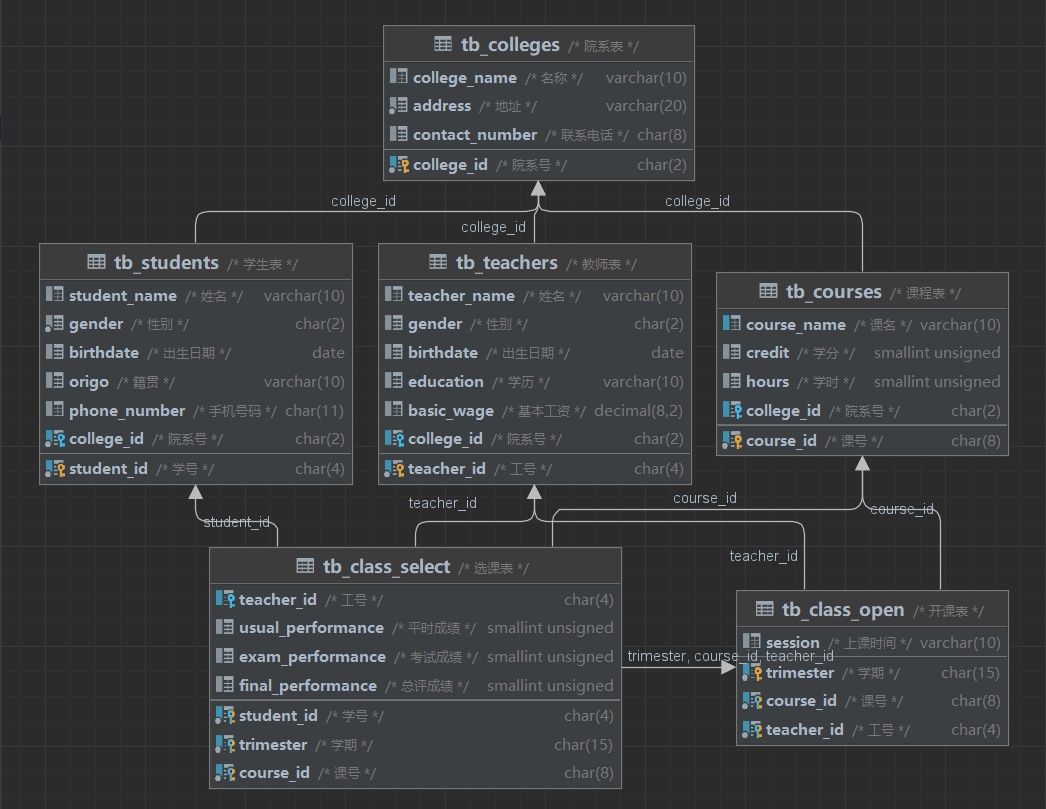 tb_colleges /* 院系表 */
college_name /* 名称 */ varchar(10)
address /* 地址 */ varchar(20)
contact_number /* 联系电话 */ char(8)
college_id /* 院系号 */ char(2)
college_id
college_id
college_id
tb_students /* 学生表 */
student_name /* 姓名 */ varchar(10)
gender /* 性别 */ char(2)
birthdate /* 出生日期 */ date
origo /* 籍贯 */ varchar(10)
phone_number /* 手机号码 */ char(11)
college_id /* 院系号 */ char(2)
student_id /* 学号 */ char(4)
tb_teachers /* 教师表 */
teacher_name /* 姓名 */ varchar(10)
gender /* 性别 */ char(2)
birthdate /* 出生日期 */ date
education /* 学历 */ varchar(10)
basic_wage /* 基本工资 */ decimal(8,2)
college_id /* 院系号 */ char(2)
teacher_id /* 工号 */ char(4)
tb_courses /* 课程表 */
course_name /* 课名 */ varchar(10)
credit /* 学分 */ smallint unsigned
hours /* 学时 */ smallint unsigned
college_id /* 院系号 */ char(2)
course_id /* 课号 */ char(8)
student_id
teacher_id
course_id
course_id
teacher_id
tb_class_select /* 选课表 */
teacher_id /* 工号 */ char(4)
usual_performance /* 平时成绩 */ smallint unsigned
exam_performance /* 考试成绩 */ smallint unsigned
final_performance /* 总评成绩 */ smallint unsigned
student_id /* 学号 */ char(4)
trimester /* 学期 */ char(15)
course_id /* 课号 */ char(8)
trimester, course_id, teacher_id
tb_class_open /* 开课表 */
session /* 上课时间 */ varchar(10)
trimester /* 学期 */ char(15)
course_id /* 课号 */ char(8)
teacher_id /* 工号 */ char(4)